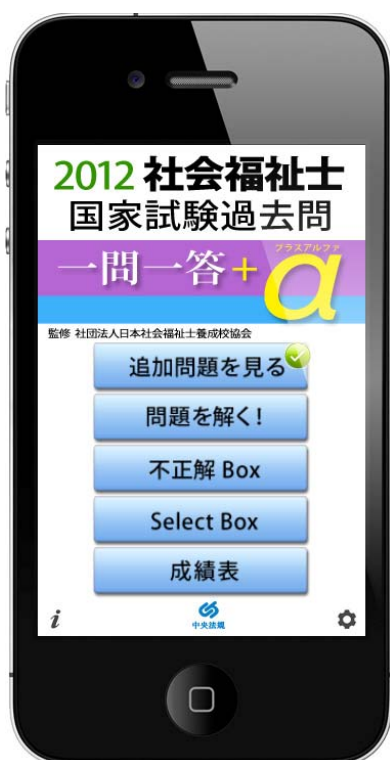 2012 社会福祉士
国家試験過去問
プラスアルファ
一問一答+α
監修 社団法人日本社会福祉士養成校協会
追加問題を見る
問題を解く!
不正解 Box
Select Box
成績表
i
中央法規